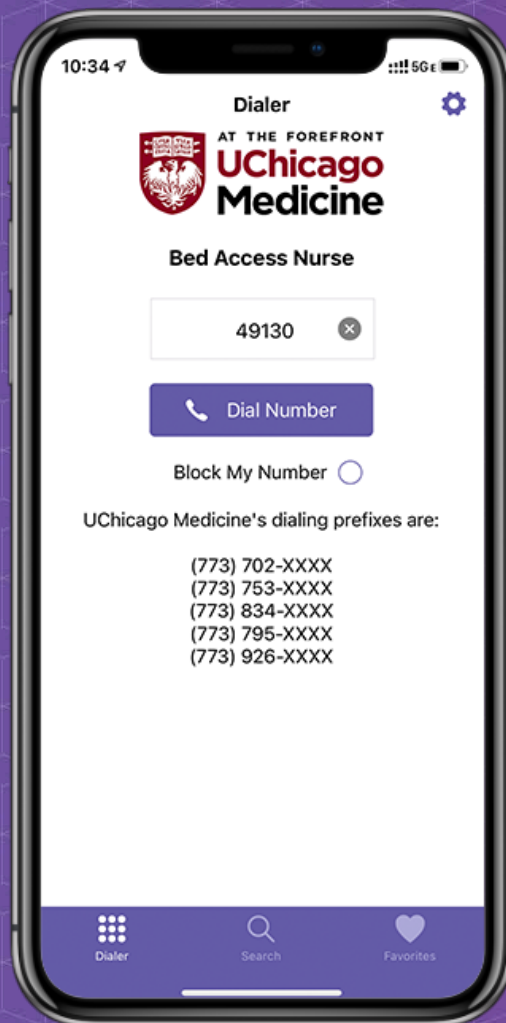 10:34
5GE
Dialer
AT THE FOREFRONT
UChicago
Medicine
Bed Access Nurse
49130
Dial Number
Block My Number
UChicago Medicine's dialing prefixes are:
(773) 702-XXXX
(773) 753-XXXX
(773) 834-XXXX
(773) 795-XXXX
(773) 926-XXXX
Dialer
Search
Favorites